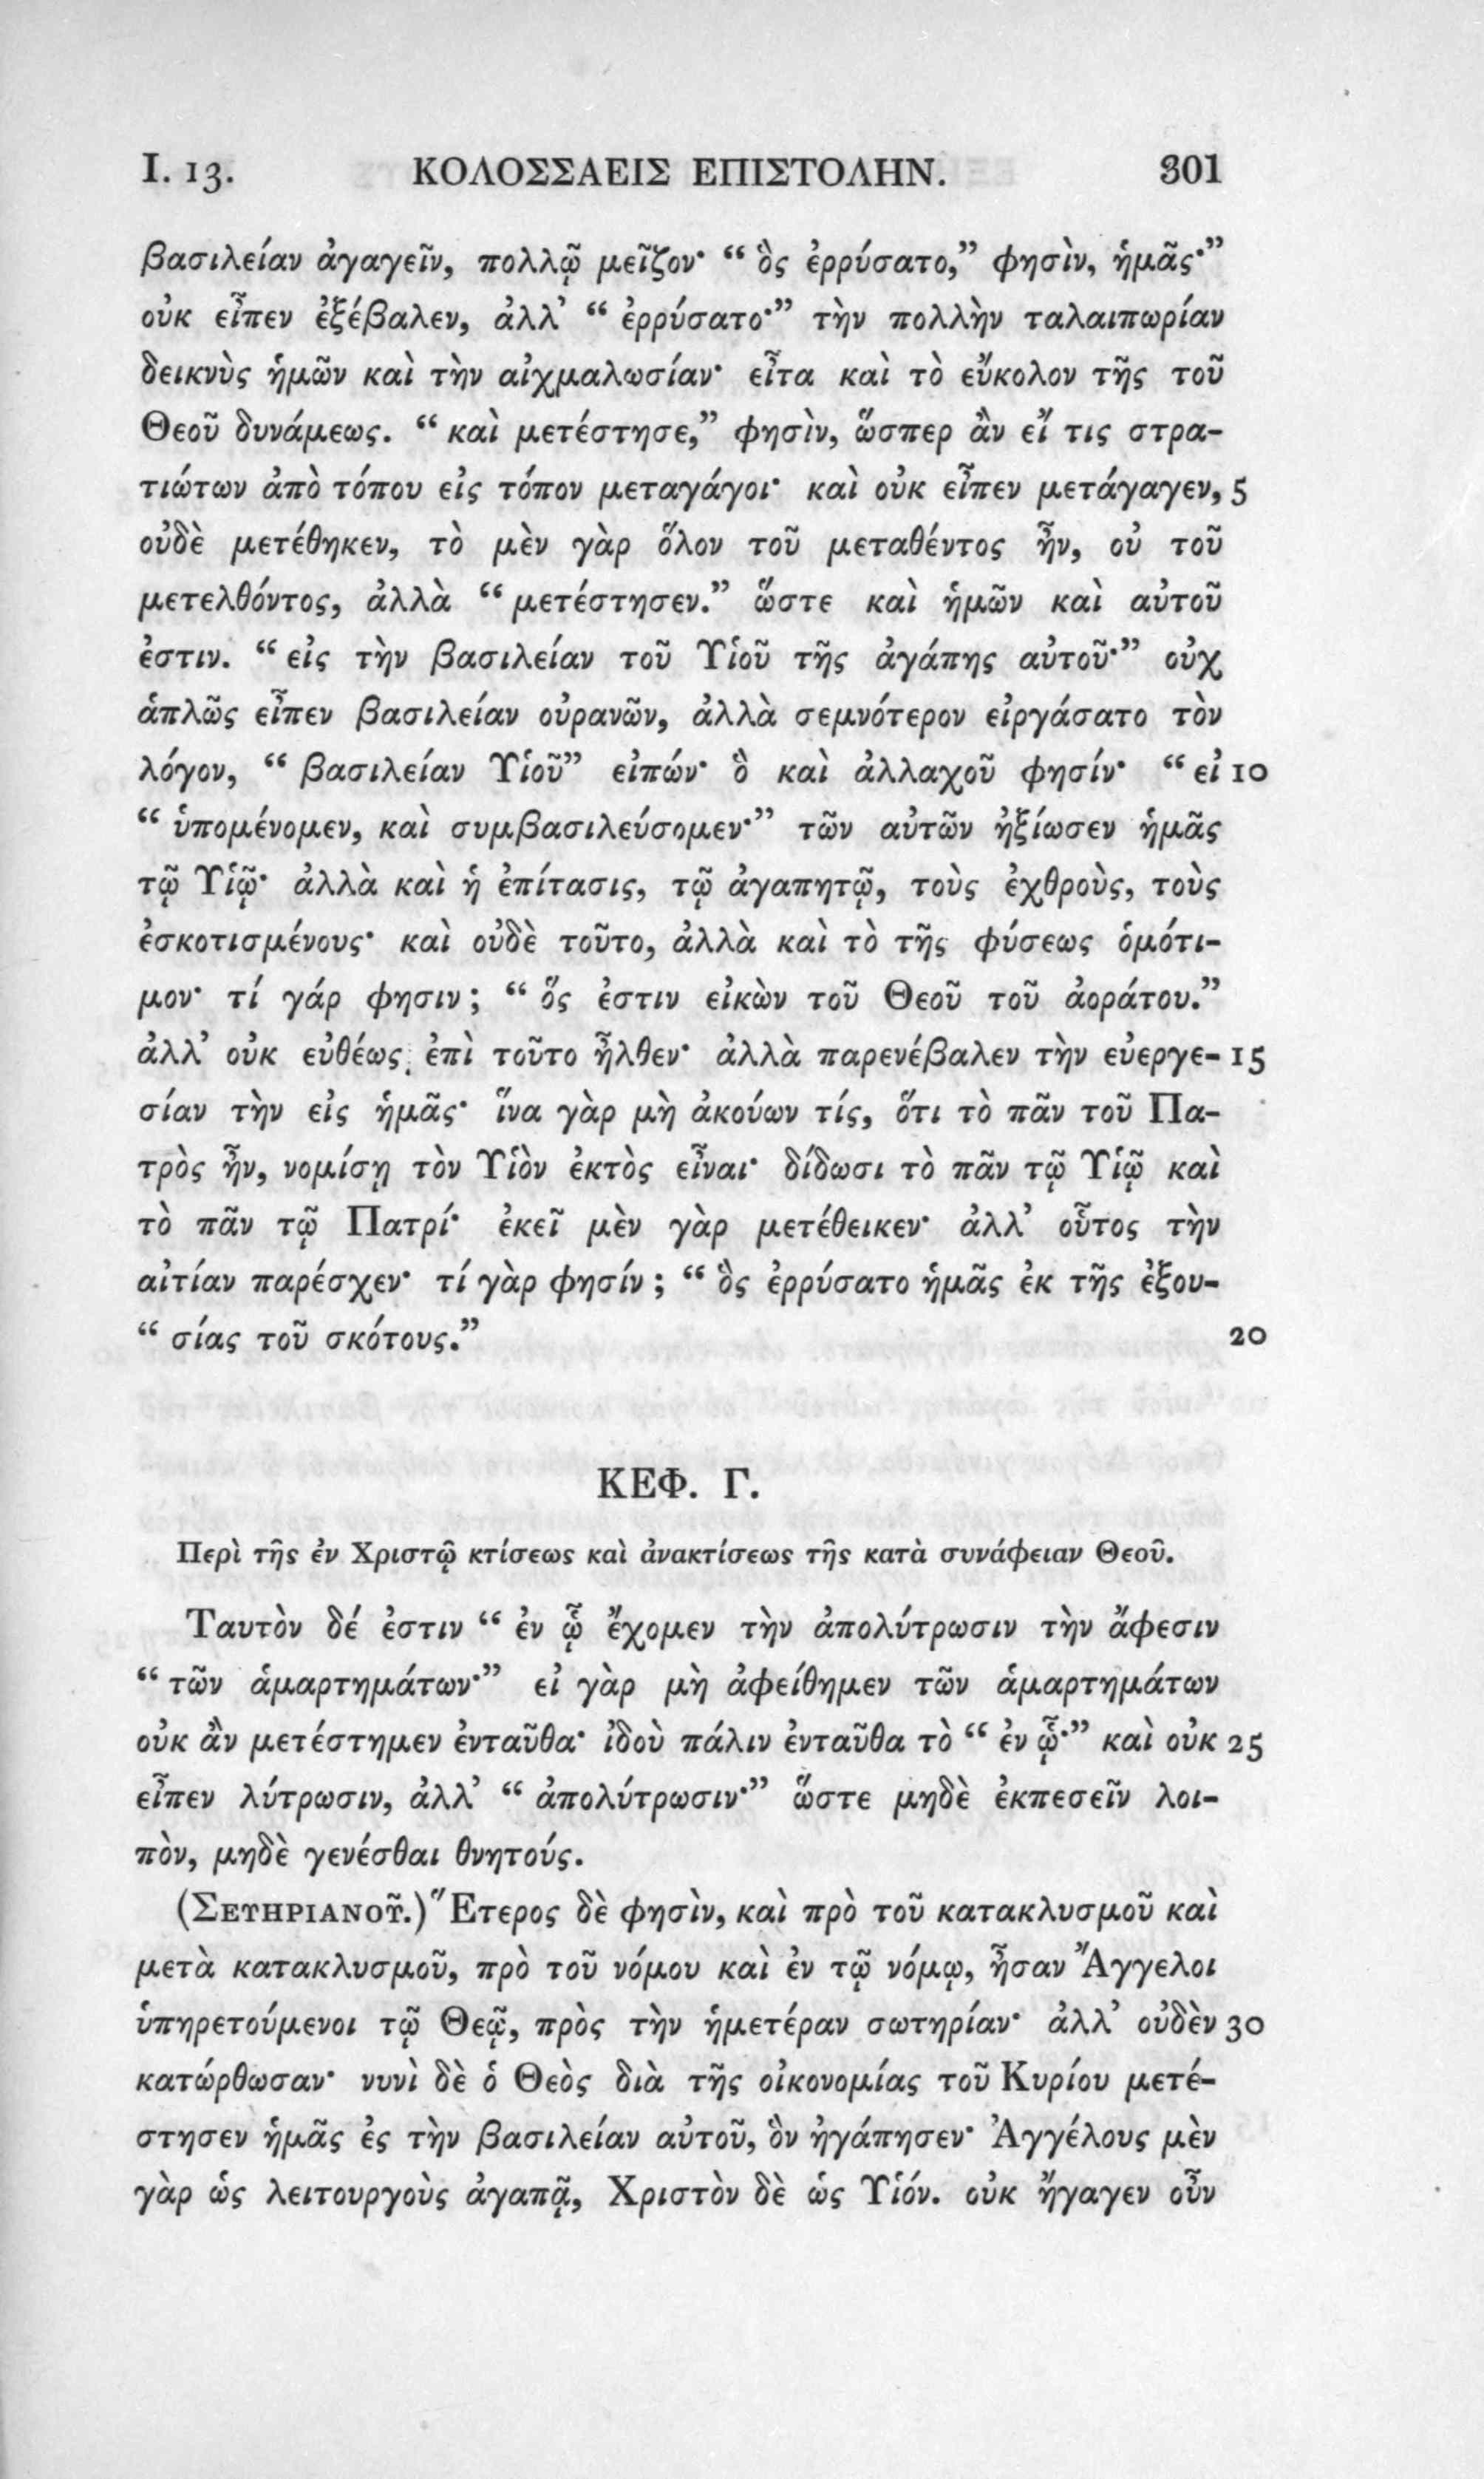 I. 13. ΚΟΛΟΣΣΑΕΙΣ ΕΠΙΣΤΟΛΗΝ. 301
βασιλείαν ἀγαγεῖν, πολλῷ μεῖζον· “ ὃς ἐρρύσατο,” φησὶν, ἡμᾶς·”
οὐκ εἶπεν ἐξέβαλεν, ἀλλ’ “ ἐρρύσατο·” τὴν πολλὴν ταλαιπωρίαν
δεικνὺς ἡμῶν καὶ τὴν αἰχμαλωσίαν· εἶτα καὶ τὸ εὔκολον τῆς τοῦ
Θεοῦ δυνάμεως. “ καὶ μετέστησε,” φησὶν, ὥσπερ ἂν εἴ τις στρα-
τιώτων ἀπὸ τόπου εἰς τόπον μεταγάγοι· καὶ οὐκ εἶπεν μετάγαγεν, 5
οὐδὲ μετέθηκεν, τὸ μὲν γὰρ ὅλον τοῦ μεταθέντος ἦν, οὐ τοῦ
μετελθόντος, ἀλλὰ “ μετέστησεν.” ὥστε καὶ ἡμῶν καὶ αὐτοῦ
ἐστιν. “ εἰς τὴν βασιλείαν τοῦ Υἱοῦ τῆς ἀγάπης αὐτοῦ·” οὐχ
ἁπλῶς εἶπεν βασιλείαν οὐρανῶν, ἀλλὰ σεμνότερον εἰργάσατο τὸν
λόγον, “ βασιλείαν Υἱοῦ” εἰπών· ὃ καὶ ἀλλαχοῦ φησίν· “ εἰ 10
“ ὑπομένομεν, καὶ συμβασιλεύσομεν·” τῶν αὐτῶν ἠξίωσεν ἡμᾶς
τῷ Υἱῷ· ἀλλὰ καὶ ἡ ἐπίτασις, τῷ ἀγαπητῷ, τοὺς ἐχθροὺς, τοὺς
ἐσκοτισμένους· καὶ οὐδὲ τοῦτο, ἀλλὰ καὶ τὸ τῆς φύσεως ὁμότι-
μον· τί γάρ φησιν ; “ ὅς ἐστιν εἰκὼν τοῦ Θεοῦ τοῦ ἀοράτου.”
ἀλλ’ οὐκ εὐθέως ἐπὶ τοῦτο ἦλθεν· ἀλλὰ παρενέβαλεν τὴν εὐεργε- 15
σίαν τὴν εἰς ἡμᾶς· ἵνα γὰρ μὴ ἀκούων τίς, ὅτι τὸ πᾶν τοῦ Πα-
τρὸς ἦν, νομίσῃ τὸν Υἱὸν ἐκτὸς εἶναι· δίδωσι τὸ πᾶν τῷ Υἱῷ καὶ
τὸ πᾶν τῷ Πατρί· ἐκεῖ μὲν γὰρ μετέθεικεν· ἀλλ’ οὗτος τὴν
αἰτίαν παρέσχεν· τί γὰρ φησίν ; “ ὃς ἐρρύσατο ἡμᾶς ἐκ τῆς ἐξου-
“ σίας τοῦ σκότους.” 20
ΚΕΦ. Γ.
Περὶ τῆς ἐν Χριστῷ κτίσεως καὶ ἀνακτίσεως τῆς κατὰ συνάφειαν Θεοῦ.
Ταυτὸν δέ ἐστιν “ ἐν ᾧ ἔχομεν τὴν ἀπολύτρωσιν τὴν ἄφεσιν
“ τῶν ἁμαρτημάτων·” εἰ γὰρ μὴ ἀφείθημεν τῶν ἁμαρτημάτων
οὐκ ἂν μετέστημεν ἐνταῦθα· ἰδοὺ πάλιν ἐνταῦθα τὸ “ ἐν ᾧ·” καὶ οὐκ 25
εἶπεν λύτρωσιν, ἀλλ’ “ ἀπολύτρωσιν·” ὥστε μηδὲ ἐκπεσεῖν λοι-
πὸν, μηδὲ γενέσθαι θνητούς.
(ΣΕΥΗΡΙΑΝΟῦ.) Ἕτερος δὲ φησὶν, καὶ πρὸ τοῦ κατακλυσμοῦ καὶ
μετὰ κατακλυσμοῦ, πρὸ τοῦ νόμου καὶ ἐν τῷ νόμῳ, ἦσαν Ἄγγελοι
ὑπηρετούμενοι τῷ Θεῷ, πρὸς τὴν ἡμετέραν σωτηρίαν· ἀλλ’ οὐδὲν 30
κατώρθωσαν· νυνὶ δὲ ὁ Θεὸς διὰ τῆς οἰκονομίας τοῦ Κυρίου μετέ-
στησεν ἡμᾶς ἐς τὴν βασιλείαν αὐτοῦ, ὃν ἠγάπησεν· Ἀγγέλους μὲν
γὰρ ὡς λειτουργοὺς ἀγαπᾷ, Χριστὸν δὲ ὡς Υἱόν. οὐκ ἤγαγεν οὖν